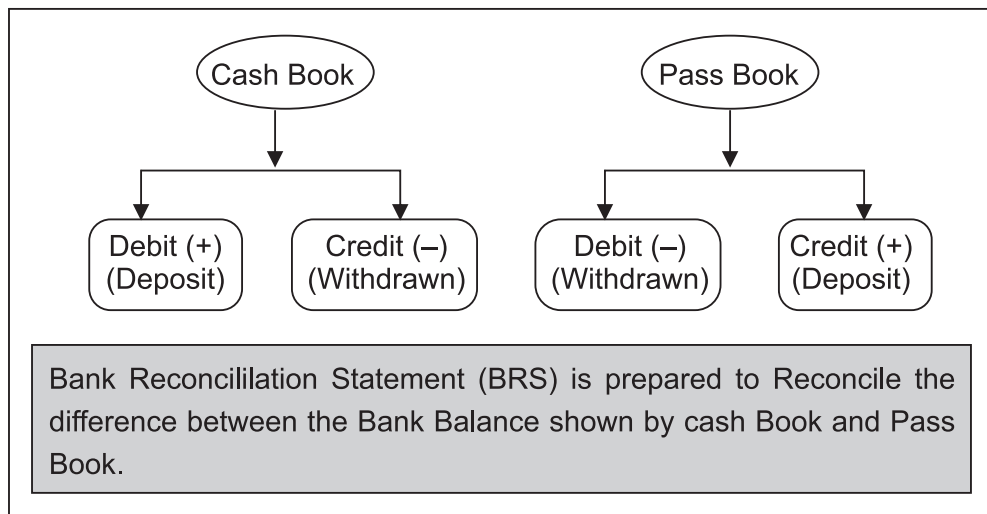 Cash Book
Pass Book
Debit (+)
(Deposit)
Credit (–)
(Withdrawn)
Debit (–)
(Withdrawn)
Credit (+)
(Deposit)
Bank Reconcililation Statement (BRS) is prepared to Reconcile the
difference between the Bank Balance shown by cash Book and Pass
Book.